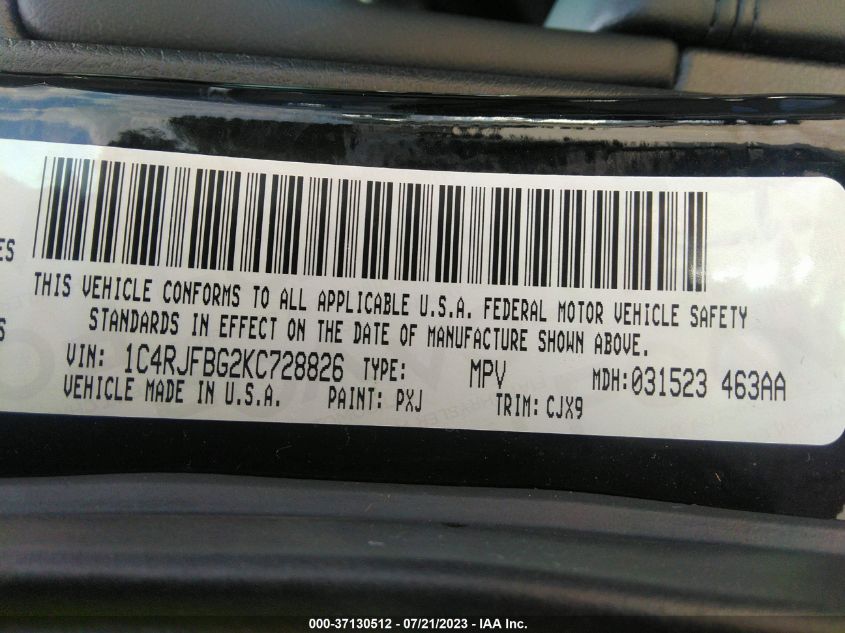 ES
THIS VEHICLE CONFORMS TO ALL APPLICABLE U.S.A. FEDERAL MOTOR VEHICLE SAFETY
S
STANDARDS IN EFFECT ON THE DATE OF MANUFACTURE SHOWN ABOVE.
VIN: 1C4RJFBG2KC728826 TYPE: MPV MDH:031523 463AA
VEHICLE MADE IN U.S.A. PAINT: PXJ TRIM: CJX9
000-37130512 - 07/21/2023 - IAA Inc.